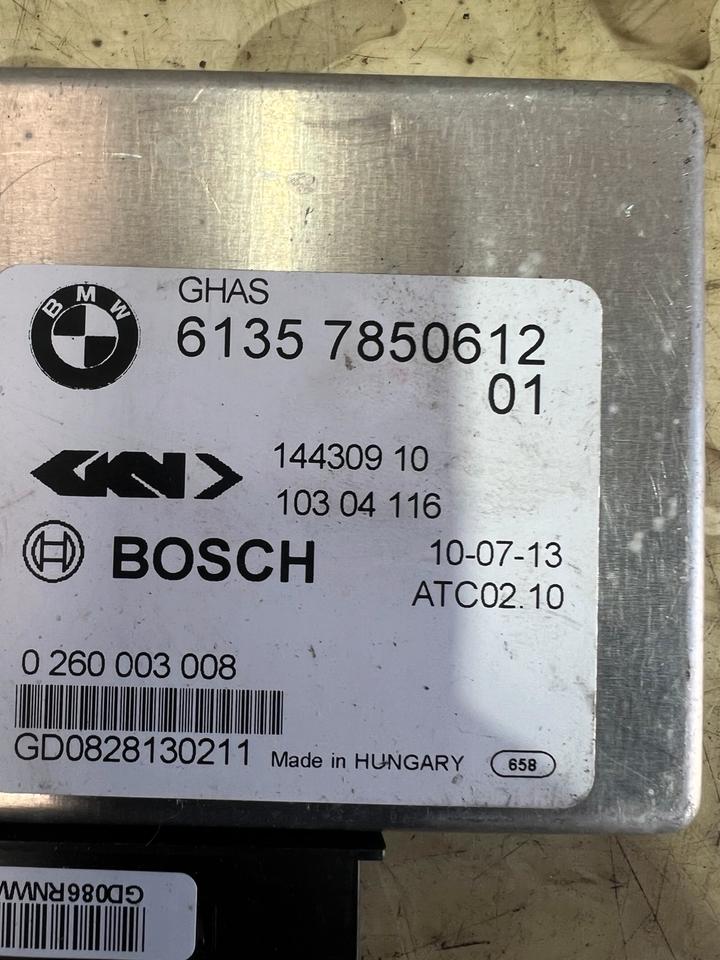 BMW
GHAS
6135 7850612
01
GKN
144309 10
103 04 116
BOSCH
10-07-13
ATC02.10
0 260 003 008
GD0828130211
Made in HUNGARY
658